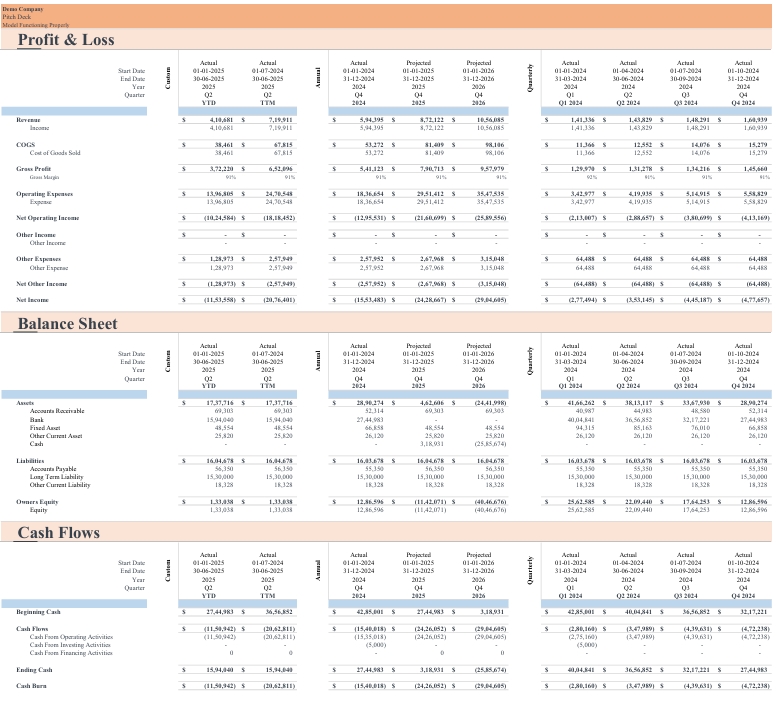 Demo Company
Pitch Deck
Model Functioning Properly
Profit & Loss
Custom Annual Quarterly
Actual Actual Actual Projected Projected Actual Actual Actual Actual
Start Date 01-01-2025 01-07-2024 01-01-2024 01-01-2025 01-01-2026 01-01-2024 01-04-2024 01-07-2024 01-10-2024
End Date 30-06-2025 30-06-2025 31-12-2024 31-12-2025 31-12-2026 31-03-2024 30-06-2024 30-09-2024 31-12-2024
Year 2025 2025 2024 2025 2026 2024 2024 2024 2024
Quarter Q2 Q2 Q4 Q4 Q4 Q1 Q2 Q3 Q4
YTD TTM 2024 2025 2026 Q1 2024 Q2 2024 Q3 2024 Q4 2024
Revenue $ 4,10,681 $ 7,19,911 $ 5,94,395 $ 8,72,122 $ 10,56,085 $ 1,41,336 $ 1,43,829 $ 1,48,291 $ 1,60,939
Income 4,10,681 7,19,911 5,94,395 8,72,122 10,56,085 1,41,336 1,43,829 1,48,291 1,60,939
COGS $ 38,461 $ 67,815 $ 53,272 $ 81,409 $ 98,106 $ 11,366 $ 12,552 $ 14,076 $ 15,279
Cost of Goods Sold 38,461 67,815 53,272 81,409 98,106 11,366 12,552 14,076 15,279
Gross Profit $ 3,72,220 $ 6,52,096 $ 5,41,123 $ 7,90,713 $ 9,57,979 $ 1,29,970 $ 1,31,278 $ 1,34,216 $ 1,45,660
Gross Margin 91% 91% 91% 91% 91% 92% 91% 91% 91%
Operating Expenses $ 13,96,805 $ 24,70,548 $ 18,36,654 $ 29,51,412 $ 35,47,535 $ 3,42,977 $ 4,19,935 $ 5,14,915 $ 5,58,829
Expense 13,96,805 24,70,548 18,36,654 29,51,412 35,47,535 3,42,977 4,19,935 5,14,915 5,58,829
Net Operating Income $ (10,24,584) $ (18,18,452) $ (12,95,531) $ (21,60,699) $ (25,89,556) $ (2,13,007) $ (2,88,657) $ (3,80,699) $ (4,13,169)
Other Income $ - $ - $ - $ - $ - $ - $ - $ - $ -
Other Income - - - - - - - - -
Other Expenses $ 1,28,973 $ 2,57,949 $ 2,57,952 $ 2,67,968 $ 3,15,048 $ 64,488 $ 64,488 $ 64,488 $ 64,488
Other Expense 1,28,973 2,57,949 2,57,952 2,67,968 3,15,048 64,488 64,488 64,488 64,488
Net Other Income $ (1,28,973) $ (2,57,949) $ (2,57,952) $ (2,67,968) $ (3,15,048) $ (64,488) $ (64,488) $ (64,488) $ (64,488)
Net Income $ (11,53,558) $ (20,76,401) $ (15,53,483) $ (24,28,667) $ (29,04,605) $ (2,77,494) $ (3,53,145) $ (4,45,187) $ (4,77,657)
Balance Sheet
Custom Annual Quarterly
Actual Actual Actual Projected Projected Actual Actual Actual Actual
Start Date 01-01-2025 01-07-2024 01-01-2024 01-01-2025 01-01-2026 01-01-2024 01-04-2024 01-07-2024 01-10-2024
End Date 30-06-2025 30-06-2025 31-12-2024 31-12-2025 31-12-2026 31-03-2024 30-06-2024 30-09-2024 31-12-2024
Year 2025 2025 2024 2025 2026 2024 2024 2024 2024
Quarter Q2 Q2 Q4 Q4 Q4 Q1 Q2 Q3 Q4
YTD TTM 2024 2025 2026 Q1 2024 Q2 2024 Q3 2024 Q4 2024
Assets $ 17,37,716 $ 17,37,716 $ 28,90,274 $ 4,62,606 $ (24,41,998) $ 41,66,262 $ 38,13,117 $ 33,67,930 $ 28,90,274
Accounts Receivable 69,303 69,303 52,314 69,303 69,303 40,987 44,983 48,580 52,314
Bank 15,94,040 15,94,040 27,44,983 - - 40,04,841 36,56,852 32,17,221 27,44,983
Fixed Asset 48,554 48,554 66,858 48,554 48,554 94,315 85,163 76,010 66,858
Other Current Asset 25,820 25,820 26,120 25,820 25,820 26,120 26,120 26,120 26,120
Cash - - - 3,18,931 (25,85,674) - - - -
Liabilities $ 16,04,678 $ 16,04,678 $ 16,03,678 $ 16,04,678 $ 16,04,678 $ 16,03,678 $ 16,03,678 $ 16,03,678 $ 16,03,678
Accounts Payable 56,350 56,350 55,350 56,350 56,350 55,350 55,350 55,350 55,350
Long Term Liability 15,30,000 15,30,000 15,30,000 15,30,000 15,30,000 15,30,000 15,30,000 15,30,000 15,30,000
Other Current Liability 18,328 18,328 18,328 18,328 18,328 18,328 18,328 18,328 18,328
Owners Equity $ 1,33,038 $ 1,33,038 $ 12,86,596 $ (11,42,071) $ (40,46,676) $ 25,62,585 $ 22,09,440 $ 17,64,253 $ 12,86,596
Equity 1,33,038 1,33,038 12,86,596 (11,42,071) (40,46,676) 25,62,585 22,09,440 17,64,253 12,86,596
Cash Flows
Custom Annual Quarterly
Actual Actual Actual Projected Projected Actual Actual Actual Actual
Start Date 01-01-2025 01-07-2024 01-01-2024 01-01-2025 01-01-2026 01-01-2024 01-04-2024 01-07-2024 01-10-2024
End Date 30-06-2025 30-06-2025 31-12-2024 31-12-2025 31-12-2026 31-03-2024 30-06-2024 30-09-2024 31-12-2024
Year 2025 2025 2024 2025 2026 2024 2024 2024 2024
Quarter Q2 Q2 Q4 Q4 Q4 Q1 Q2 Q3 Q4
YTD TTM 2024 2025 2026 Q1 2024 Q2 2024 Q3 2024 Q4 2024
Beginning Cash $ 27,44,983 $ 36,56,852 $ 42,85,001 $ 27,44,983 $ 3,18,931 $ 42,85,001 $ 40,04,841 $ 36,56,852 $ 32,17,221
Cash Flows $ (11,50,942) $ (20,62,811) $ (15,40,018) $ (24,26,052) $ (29,04,605) $ (2,80,160) $ (3,47,989) $ (4,39,631) $ (4,72,238)
Cash From Operating Activities (11,50,942) (20,62,811) (15,35,018) (24,26,052) (29,04,605) (2,75,160) (3,47,989) (4,39,631) (4,72,238)
Cash From Investing Activities - - (5,000) - - (5,000) - - -
Cash From Financing Activities 0 0 - 0 0 - - - -
Ending Cash $ 15,94,040 $ 15,94,040 $ 27,44,983 $ 3,18,931 $ (25,85,674) $ 40,04,841 $ 36,56,852 $ 32,17,221 $ 27,44,983
Cash Burn $ (11,50,942) $ (20,62,811) $ (15,40,018) $ (24,26,052) $ (29,04,605) $ (2,80,160) $ (3,47,989) $ (4,39,631) $ (4,72,238)